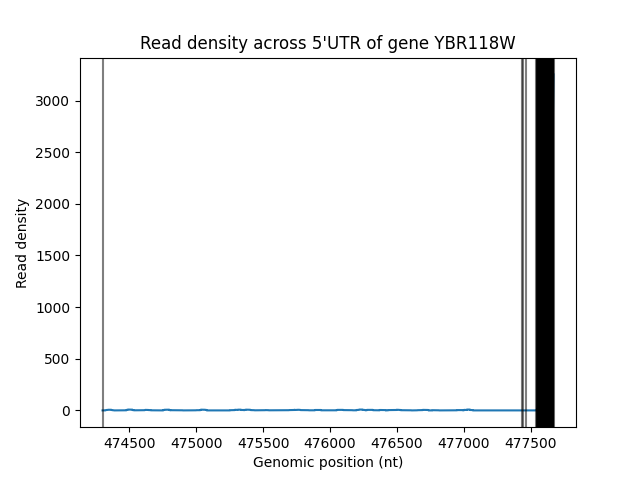 Read density across 5'UTR of gene YBR118W
Read density
3000
2500
2000
1500
1000
500
0
474500 475000 475500 476000 476500 477000 477500
Genomic position (nt)